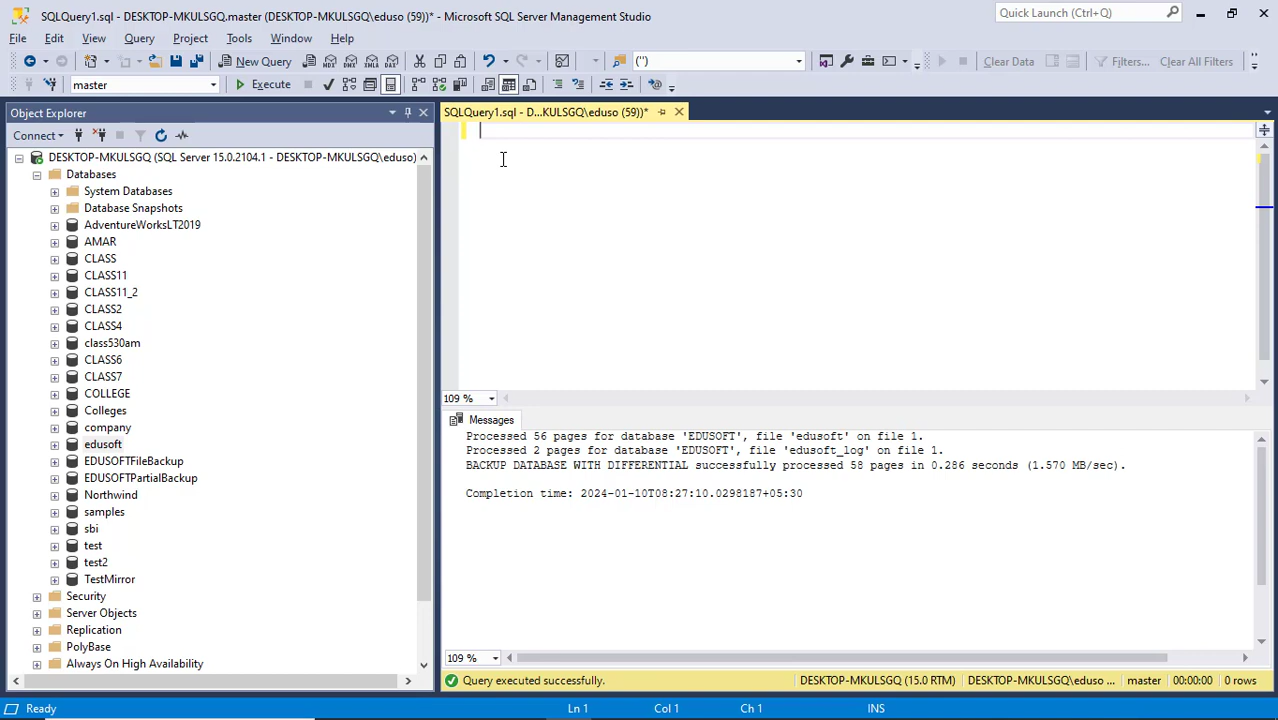 SQLQuery1.sql - DESKTOP-MKULSGQ.master (DESKTOP-MKULSGQ\eduso (59))* - Microsoft SQL Server Management Studio
Quick Launch (Ctrl+Q)
File Edit View Query Project Tools Window Help
New Query MDX DMX XMLA DAX ('') Filters... Clear Data Clear All Filters
master Execute
Object Explorer
SQLQuery1.sql - D...KULSGQ\eduso (59))*
Connect
DESKTOP-MKULSGQ (SQL Server 15.0.2104.1 - DESKTOP-MKULSGQ\eduso)
Databases
System Databases
Database Snapshots
AdventureWorksLT2019
AMAR
CLASS
CLASS11
CLASS11_2
CLASS2
CLASS4
class530am
CLASS6
CLASS7
COLLEGE
Colleges
company
edusoft
EDUSOFTFileBackup
EDUSOFTPartialBackup
Northwind
samples
sbi
test
test2
TestMirror
Security
Server Objects
Replication
PolyBase
Always On High Availability
109 %
Messages
Processed 56 pages for database 'EDUSOFT', file 'edusoft' on file 1.
Processed 2 pages for database 'EDUSOFT', file 'edusoft_log' on file 1.
BACKUP DATABASE WITH DIFFERENTIAL successfully processed 58 pages in 0.286 seconds (1.570 MB/sec).
Completion time: 2024-01-10T08:27:10.0298187+05:30
109 %
Query executed successfully. DESKTOP-MKULSGQ (15.0 RTM) DESKTOP-MKULSGQ\eduso ... master 00:00:00 0 rows
Ready Ln 1 Col 1 Ch 1 INS